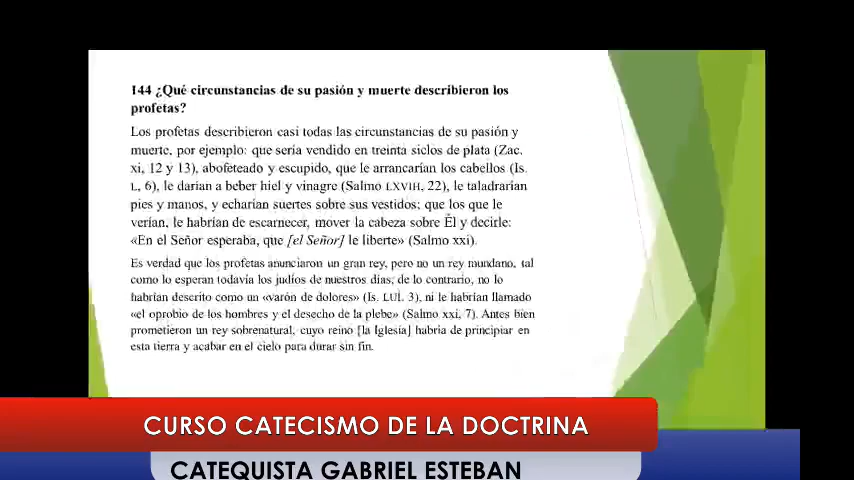 144 ¿Qué circunstancias de su pasión y muerte describieron los
profetas?
Los profetas describieron casi todas las circunstancias de su pasión y
muerte, por ejemplo: que sería vendido en treinta siclos de plata (Zac.
xi, 12 y 13), abofeteado y escupido, que le arrancarían los cabellos (Is.
L, 6), le darían a beber hiel y vinagre (Salmo LXVIII, 22), le taladrarían
pies y manos, y echarían suertes sobre sus vestidos; que los que le
verían, le habrían de escarnecer, mover la cabeza sobre Él y decirle:
«En el Señor esperaba, que [el Señor] le liberte» (Salmo xxi).
Es verdad que los profetas anunciaron un gran rey, pero no un rey mundano, tal
como lo esperan todavía los judíos de nuestros días; de lo contrario, no lo
habrían descrito como un «varón de dolores» (Is. LUI. 3), ni le habrían llamado
«el oprobio de los hombres y el desecho de la plebe» (Salmo xxi, 7). Antes bien
prometieron un rey sobrenatural, cuyo reino [la Iglesia] habría de principiar en
esta tierra y acabar en el cielo para durar sin fin.
CURSO CATECISMO DE LA DOCTRINA
CATEQUISTA GABRIEL ESTEBAN